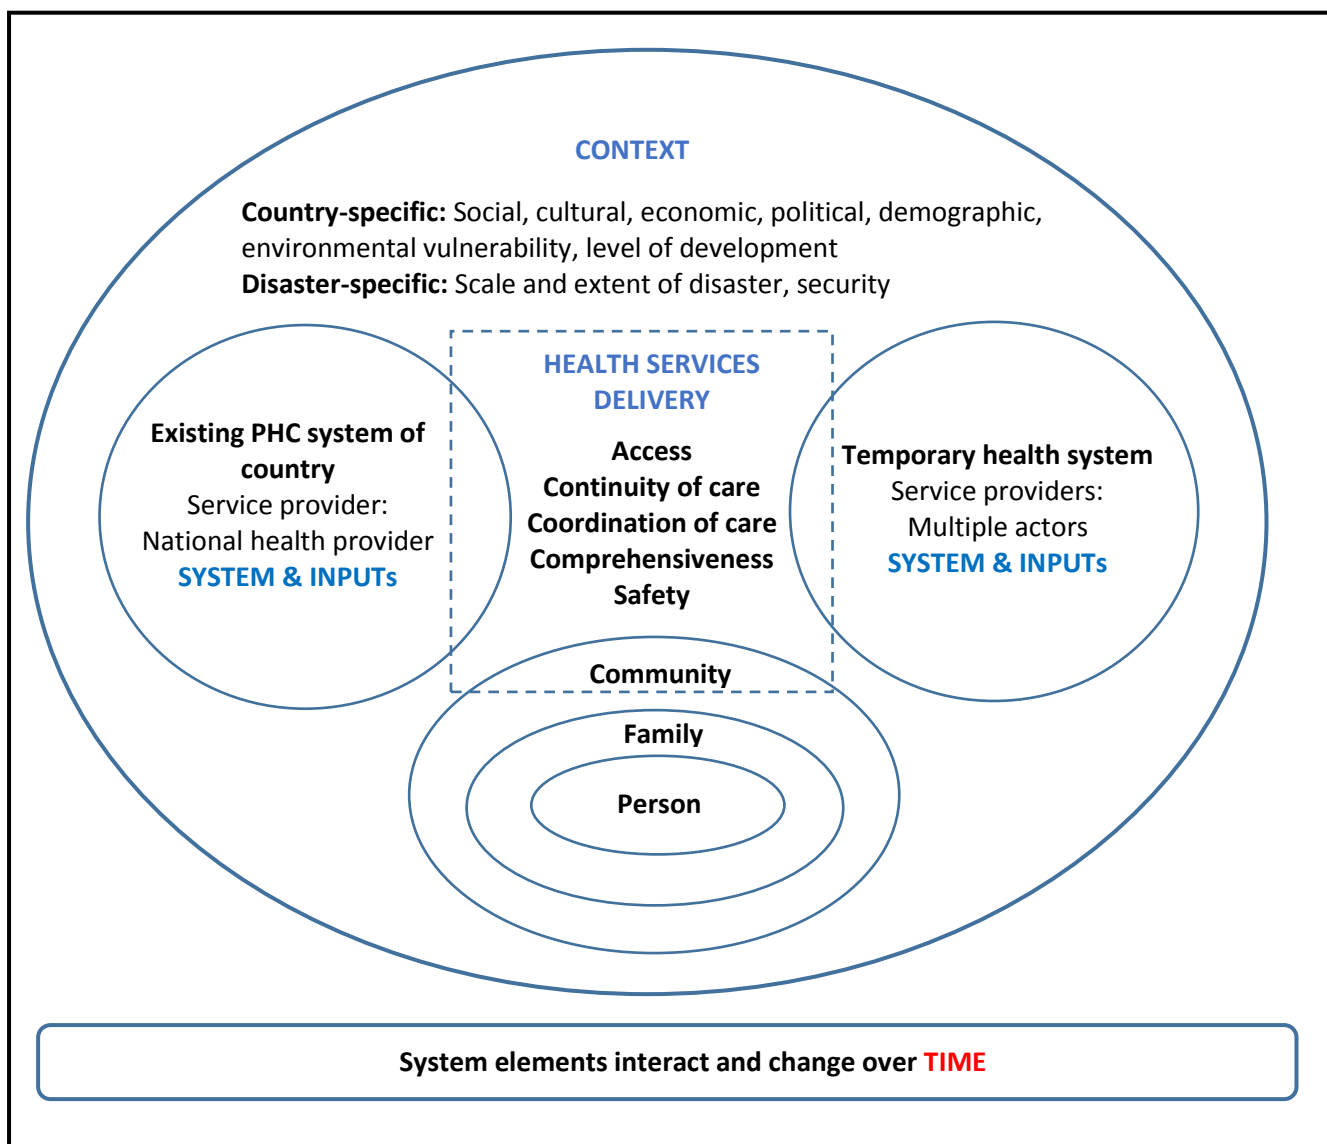 CONTEXT
Country-specific: Social, cultural, economic, political, demographic,
environmental vulnerability, level of development
Disaster-specific: Scale and extent of disaster, security
HEALTH SERVICES
DELIVERY
Access
Continuity of care
Coordination of care
Comprehensiveness
Safety
Existing PHC system of
country
Service provider:
National health provider
SYSTEM & INPUTs
Temporary health system
Service providers:
Multiple actors
SYSTEM & INPUTs
Community
Family
Person
System elements interact and change over TIME